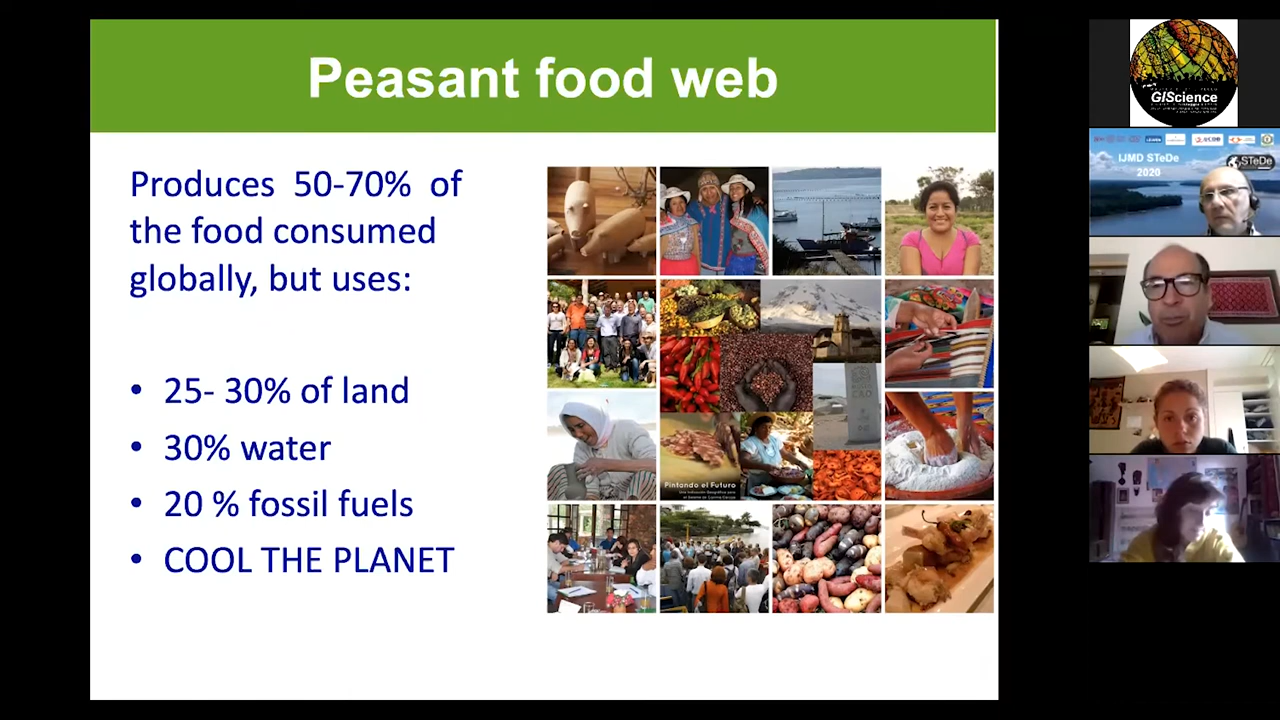 Peasant food web
Produces 50-70% of
the food consumed
globally, but uses:
• 25- 30% of land
• 30% water
• 20 % fossil fuels
• COOL THE PLANET
Pintando el Futuro
GIScience
IJMD STeDe
2020
STeDe